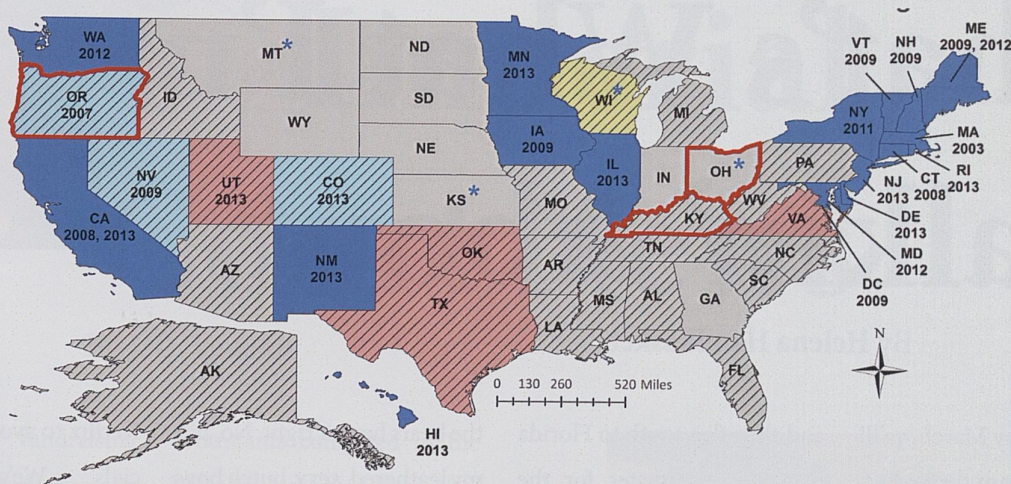 WA
2012
MT*
ND
MN
2013
VT
2009
NH
2009
ME
2009, 2012
OR
2007
ID
SD
WI*
MI
NY
2011
WY
IA
2009
MA
2003
NE
NV
2009
UT
2013
CO
2013
IL
2013
IN
OH*
PA
NJ
2013
CT
2008
RI
2013
CA
2008, 2013
KS*
MO
WV
KY
VA
DE
2013
MD
2012
DC
2009
AZ
NM
2013
OK
AR
TN
NC
SC
TX
MS
AL
GA
LA
FL
N
AK
0 130 260 520 Miles
HI
2013